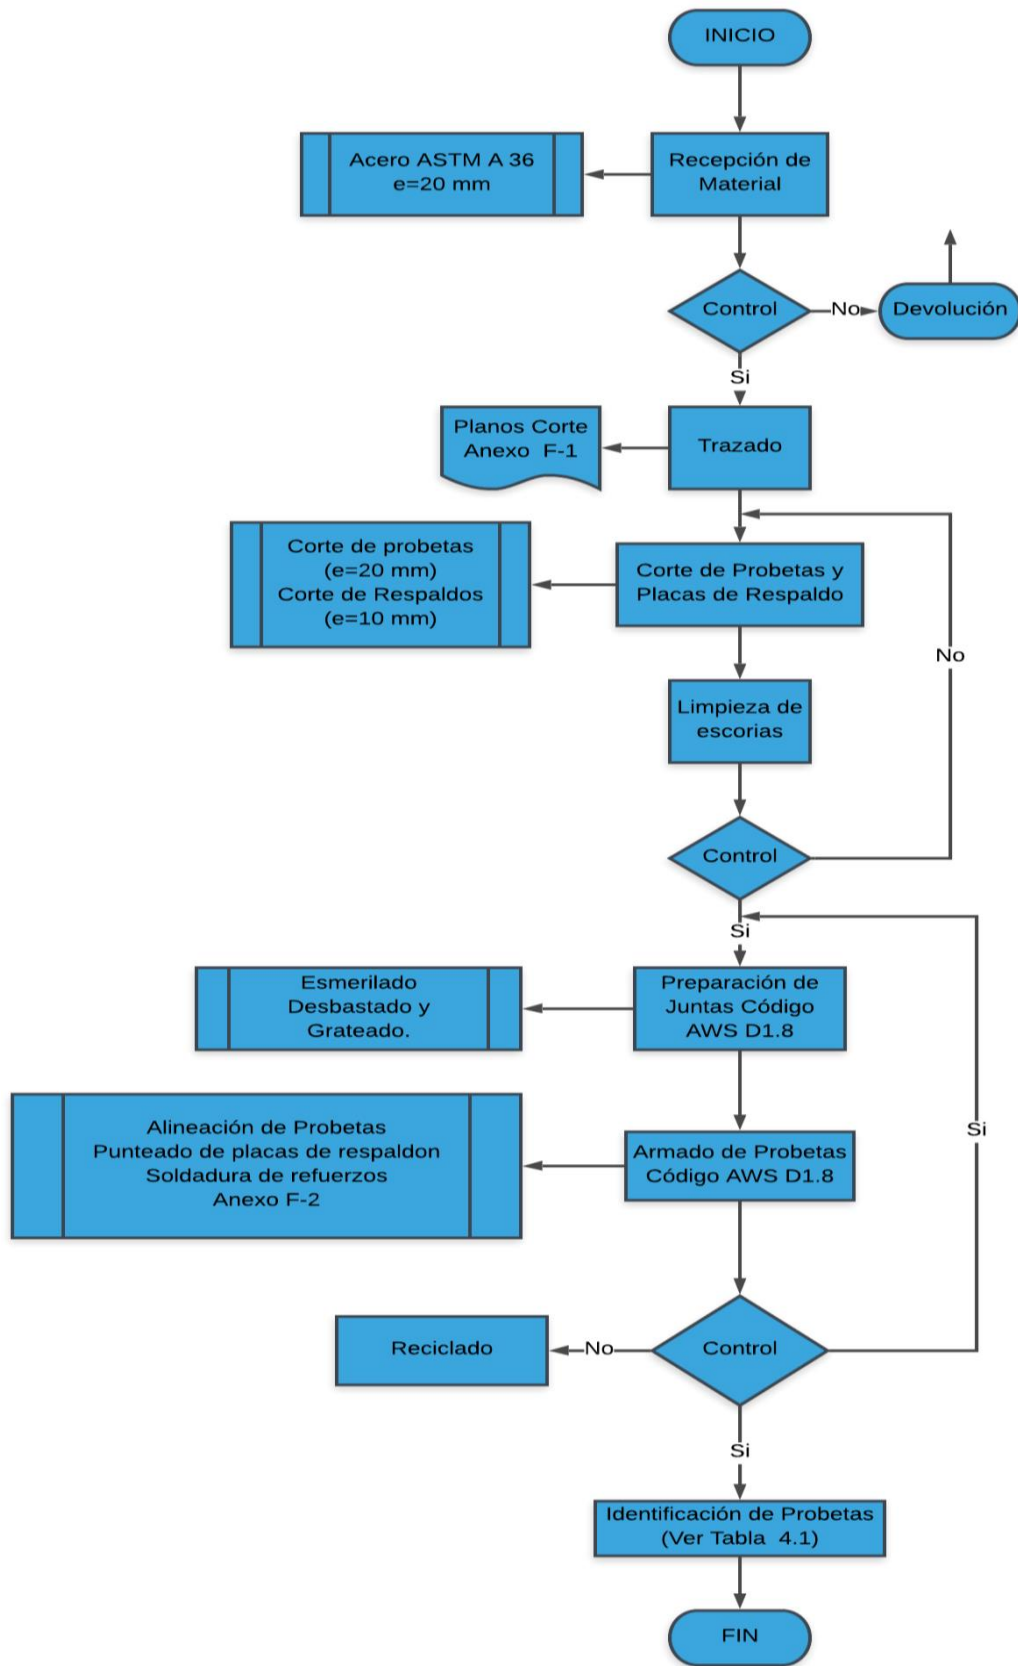 INICIO
Acero ASTM A 36
e=20 mm
Recepción de
Material
Control
No
Devolución
Si
Planos Corte
Anexo F-1
Trazado
Corte de probetas
(e=20 mm)
Corte de Respaldos
(e=10 mm)
Corte de Probetas y
Placas de Respaldo
No
Limpieza de
escorias
Control
Si
Esmerilado
Desbastado y
Grateado.
Preparación de
Juntas Código
AWS D1.8
Alineación de Probetas
Punteado de placas de respaldon
Soldadura de refuerzos
Anexo F-2
Armado de Probetas
Código AWS D1.8
Si
Reciclado
No
Control
Si
Identificación de Probetas
(Ver Tabla 4.1)
FIN